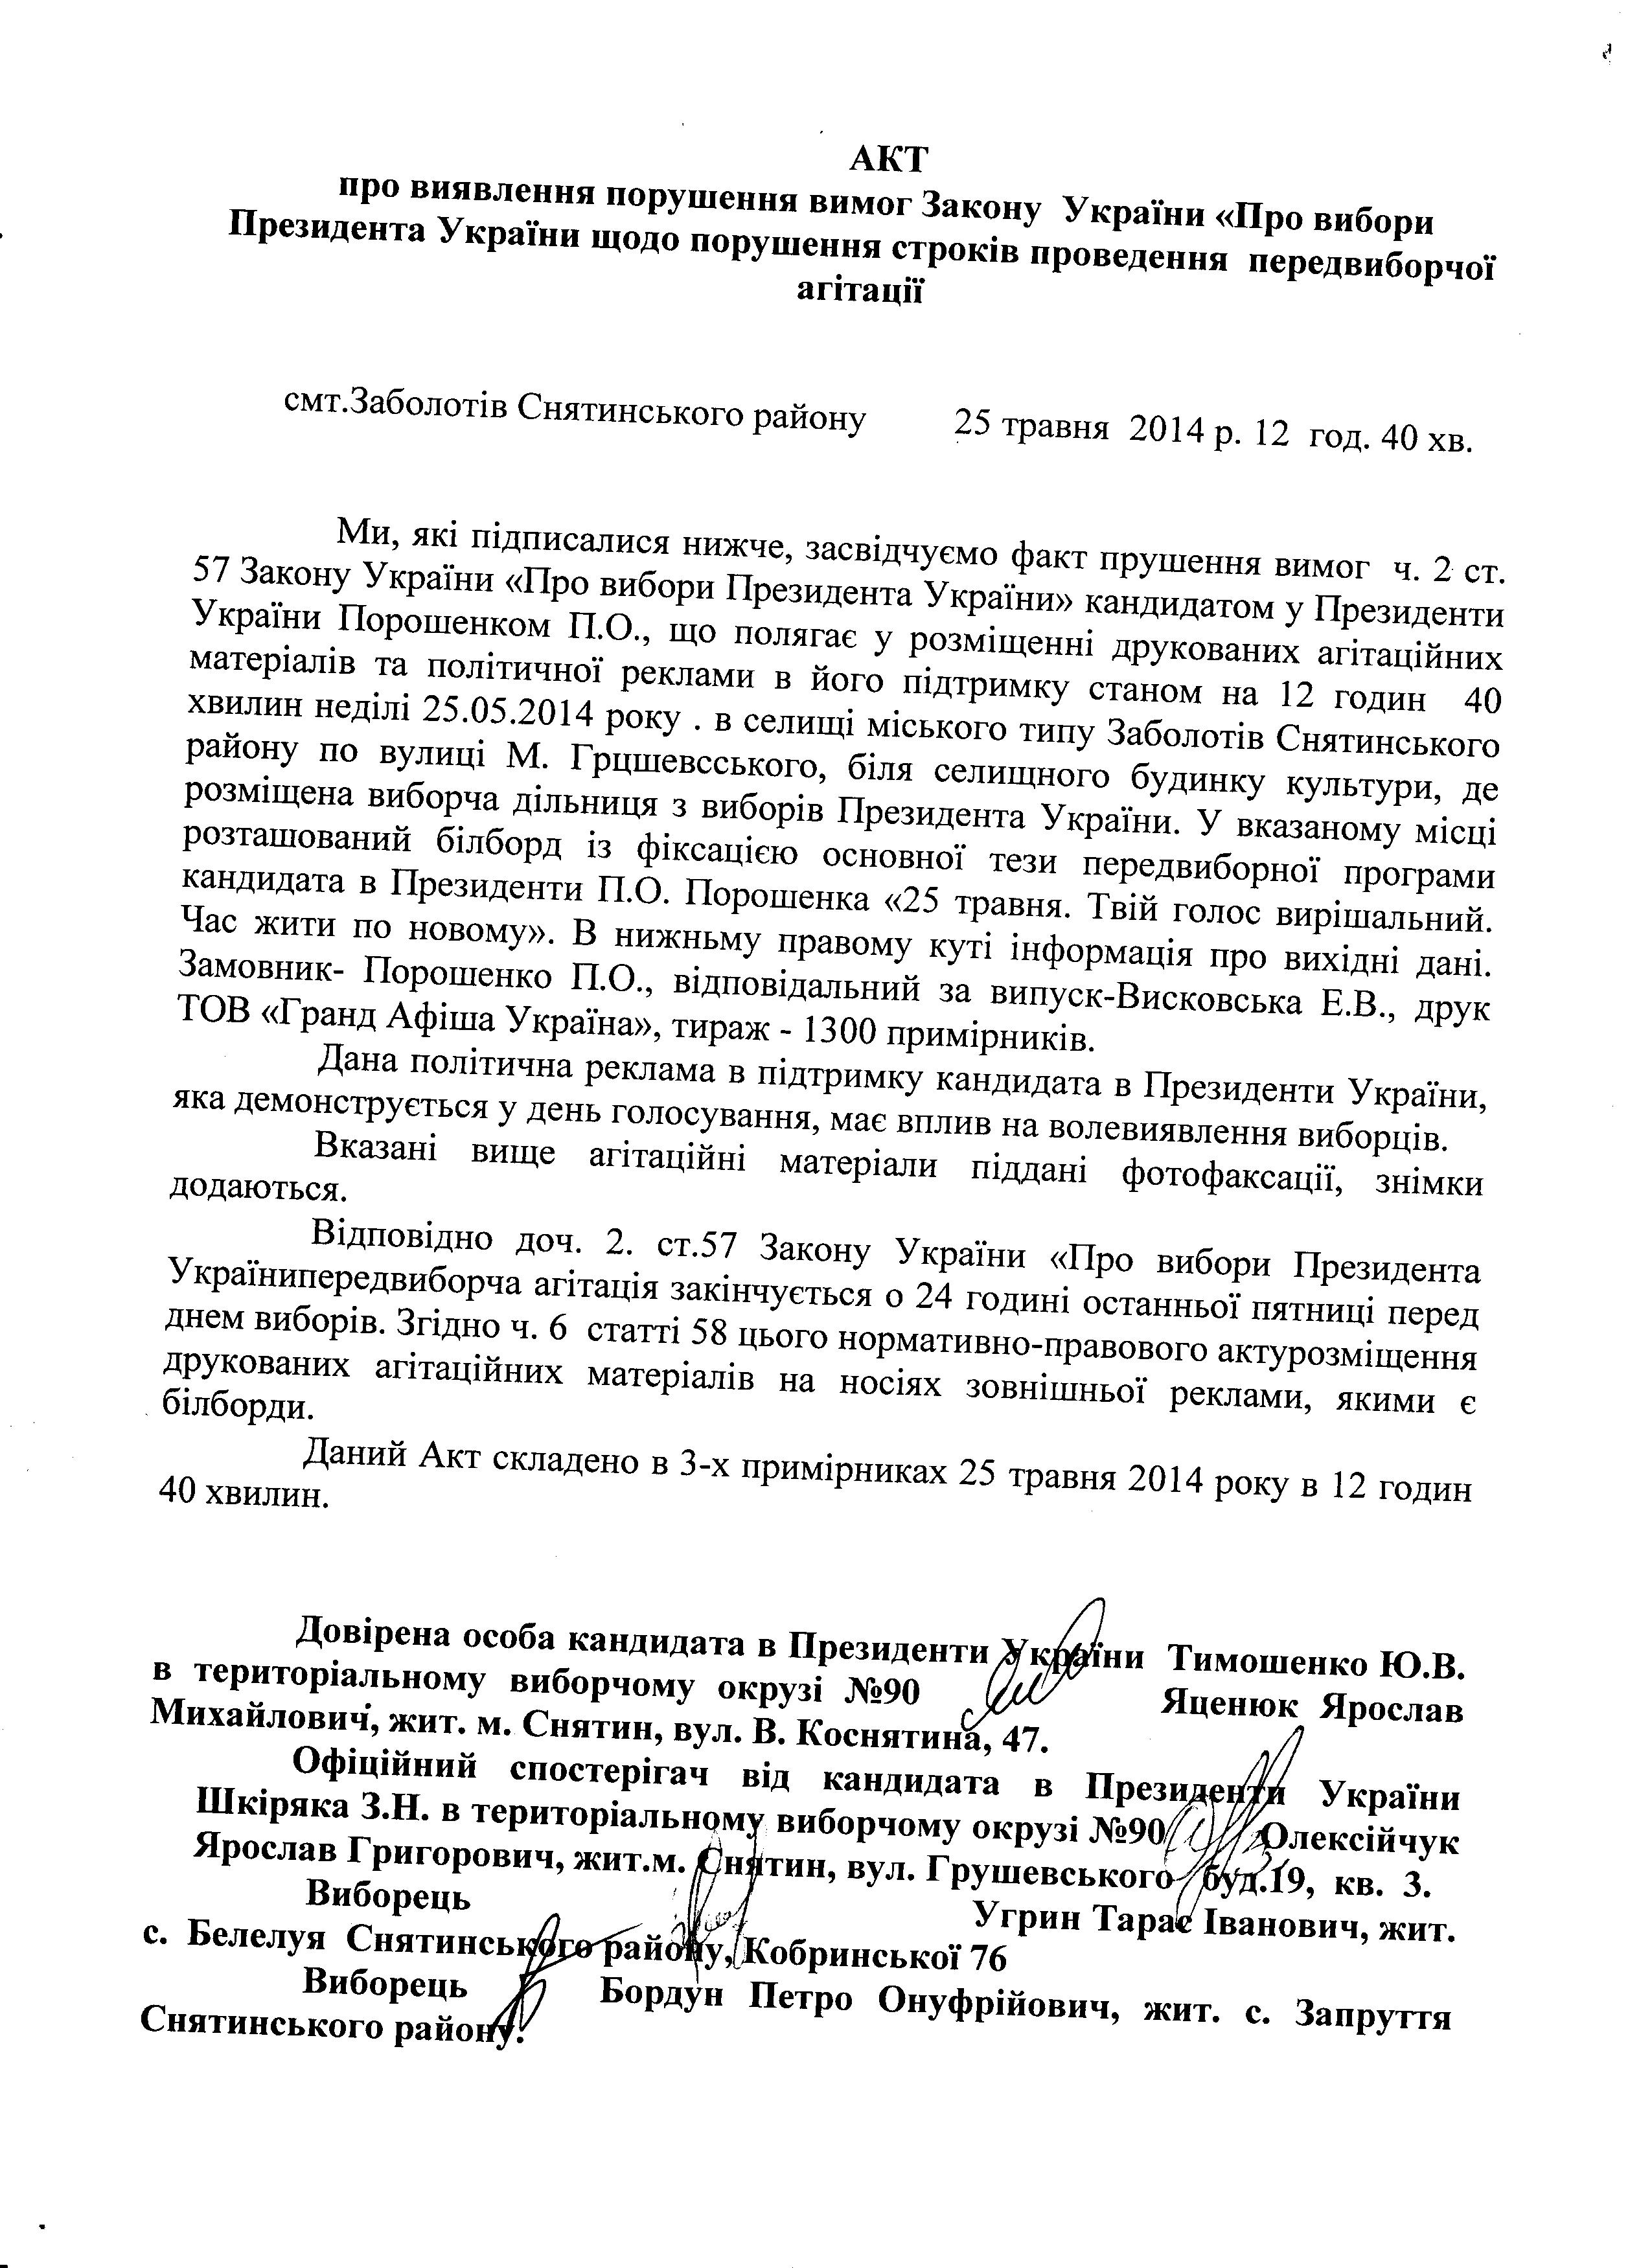 АКТ
про виявлення порушення вимог Закону України «Про вибори
Президента України щодо порушення строків проведення передвиборчої
агітації
смт.Заболотів Снятинського району 25 травня 2014 р. 12 год. 40 хв.
Ми, які підписалися нижче, засвідчуємо факт прушення вимог ч. 2 ст.
57 Закону України «Про вибори Президента України» кандидатом у Президенти
України Порошенком П.О., що полягає у розміщенні друкованих агітаційних
матеріалів та політичної реклами в його підтримку станом на 12 годин 40
хвилин неділі 25.05.2014 року . в селищі міського типу Заболотів Снятинського
району по вулиці М. Грцшевсського, біля селищного будинку культури, де
розміщена виборча дільниця з виборів Президента України. У вказаному місці
розташований білборд із фіксацією основної тези передвиборної програми
кандидата в Президенти П.О. Порошенка «25 травня. Твій голос вирішальний.
Час жити по новому». В нижньму правому куті інформація про вихідні дані.
Замовник- Порошенко П.О., відповідальний за випуск-Висковська Е.В., друк
ТОВ «Гранд Афіша Україна», тираж - 1300 примірників.
Дана політична реклама в підтримку кандидата в Президенти України,
яка демонструється у день голосування, має вплив на волевиявлення виборців.
Вказані вище агітаційні матеріали піддані фотофаксації, знімки
додаються.
Відповідно доч. 2. ст.57 Закону України «Про вибори Президента
Українипередвиборча агітація закінчується о 24 годині останньої пятниці перед
днем виборів. Згідно ч. 6 статті 58 цього нормативно-правового актурозміщення
друкованих агітаційних матеріалів на носіях зовнішньої реклами, якими є
білборди.
Даний Акт складено в 3-х примірниках 25 травня 2014 року в 12 годин
40 хвилин.
Довірена особа кандидата в Президенти України Тимошенко Ю.В.
в територіальному виборчому окрузі №90 Яценюк Ярослав
Михайлович, жит. м. Снятин, вул. В. Коснятина, 47.
Офіційний спостерігач від кандидата в Президенти України
Шкіряка З.Н. в територіальному виборчому окрузі №90 Олексійчук
Ярослав Григорович, жит.м. Снятин, вул. Грушевського буд.19, кв. 3.
Виборець Угрин Тарас Іванович, жит.
с. Белелуя Снятинського району, Кобринської 76
Виборець Бордун Петро Онуфрійович, жит. с. Запруття
Снятинського району.